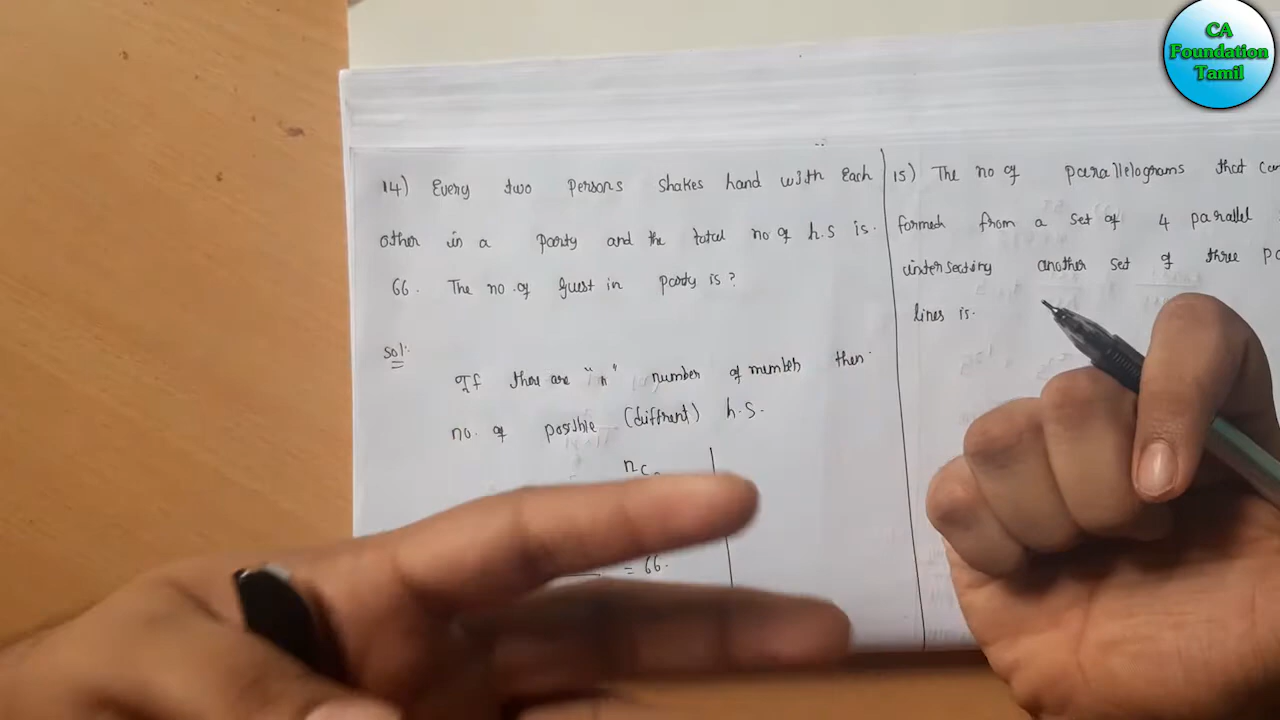 CA
Foundation
Tamil
14) Every two persons shakes hand with Each
other in a party and the total no of h.s is.
66. The no. of guest in party is?
Sol:
If there are "n" number of member then
no. of possible (different) h.s.
nc
= 66.
15) The no of parallelograms that can
formed from a set of 4 parallel
intersecting another set of three
lines is.